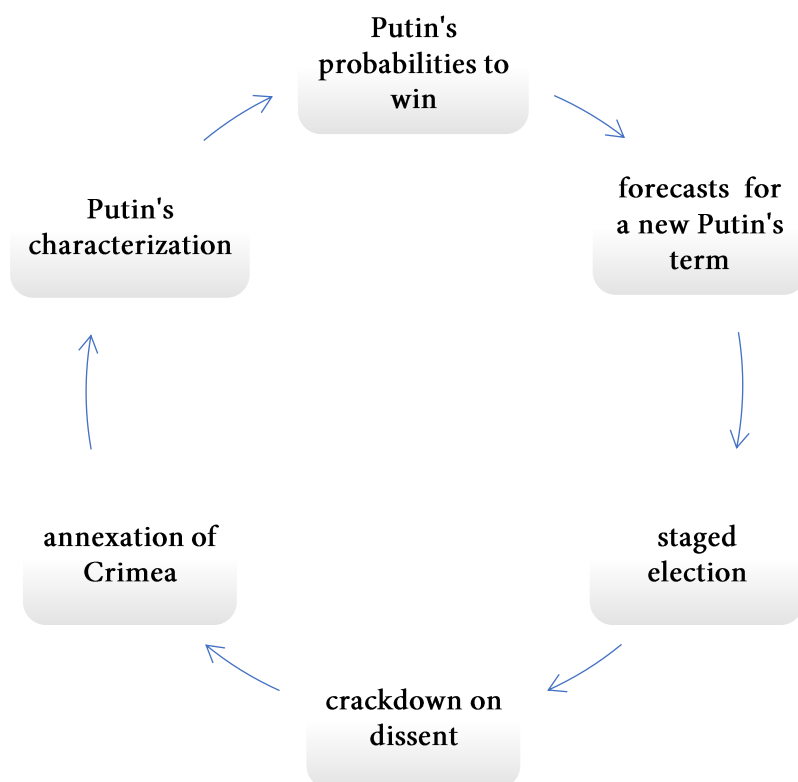 Putin's
probabilities to
win
forecasts for
a new Putin's
term
staged
election
crackdown on
dissent
annexation of
Crimea
Putin's
characterization